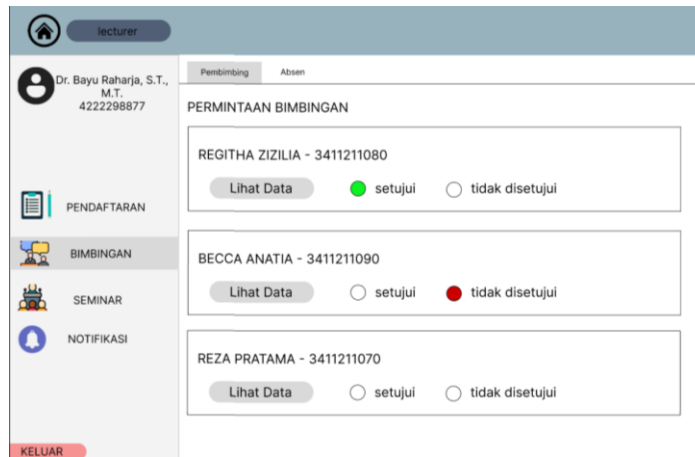 lecturer
Dr. Bayu Raharja, S.T.,
M.T.
4222298877
PENDAFTARAN
BIMBINGAN
SEMINAR
NOTIFIKASI
KELUAR
Pembimbing Absen
PERMINTAAN BIMBINGAN
REGITHA ZIZILIA - 3411211080
Lihat Data setujui tidak disetujui
BECCA ANATIA - 3411211090
Lihat Data setujui tidak disetujui
REZA PRATAMA - 3411211070
Lihat Data setujui tidak disetujui